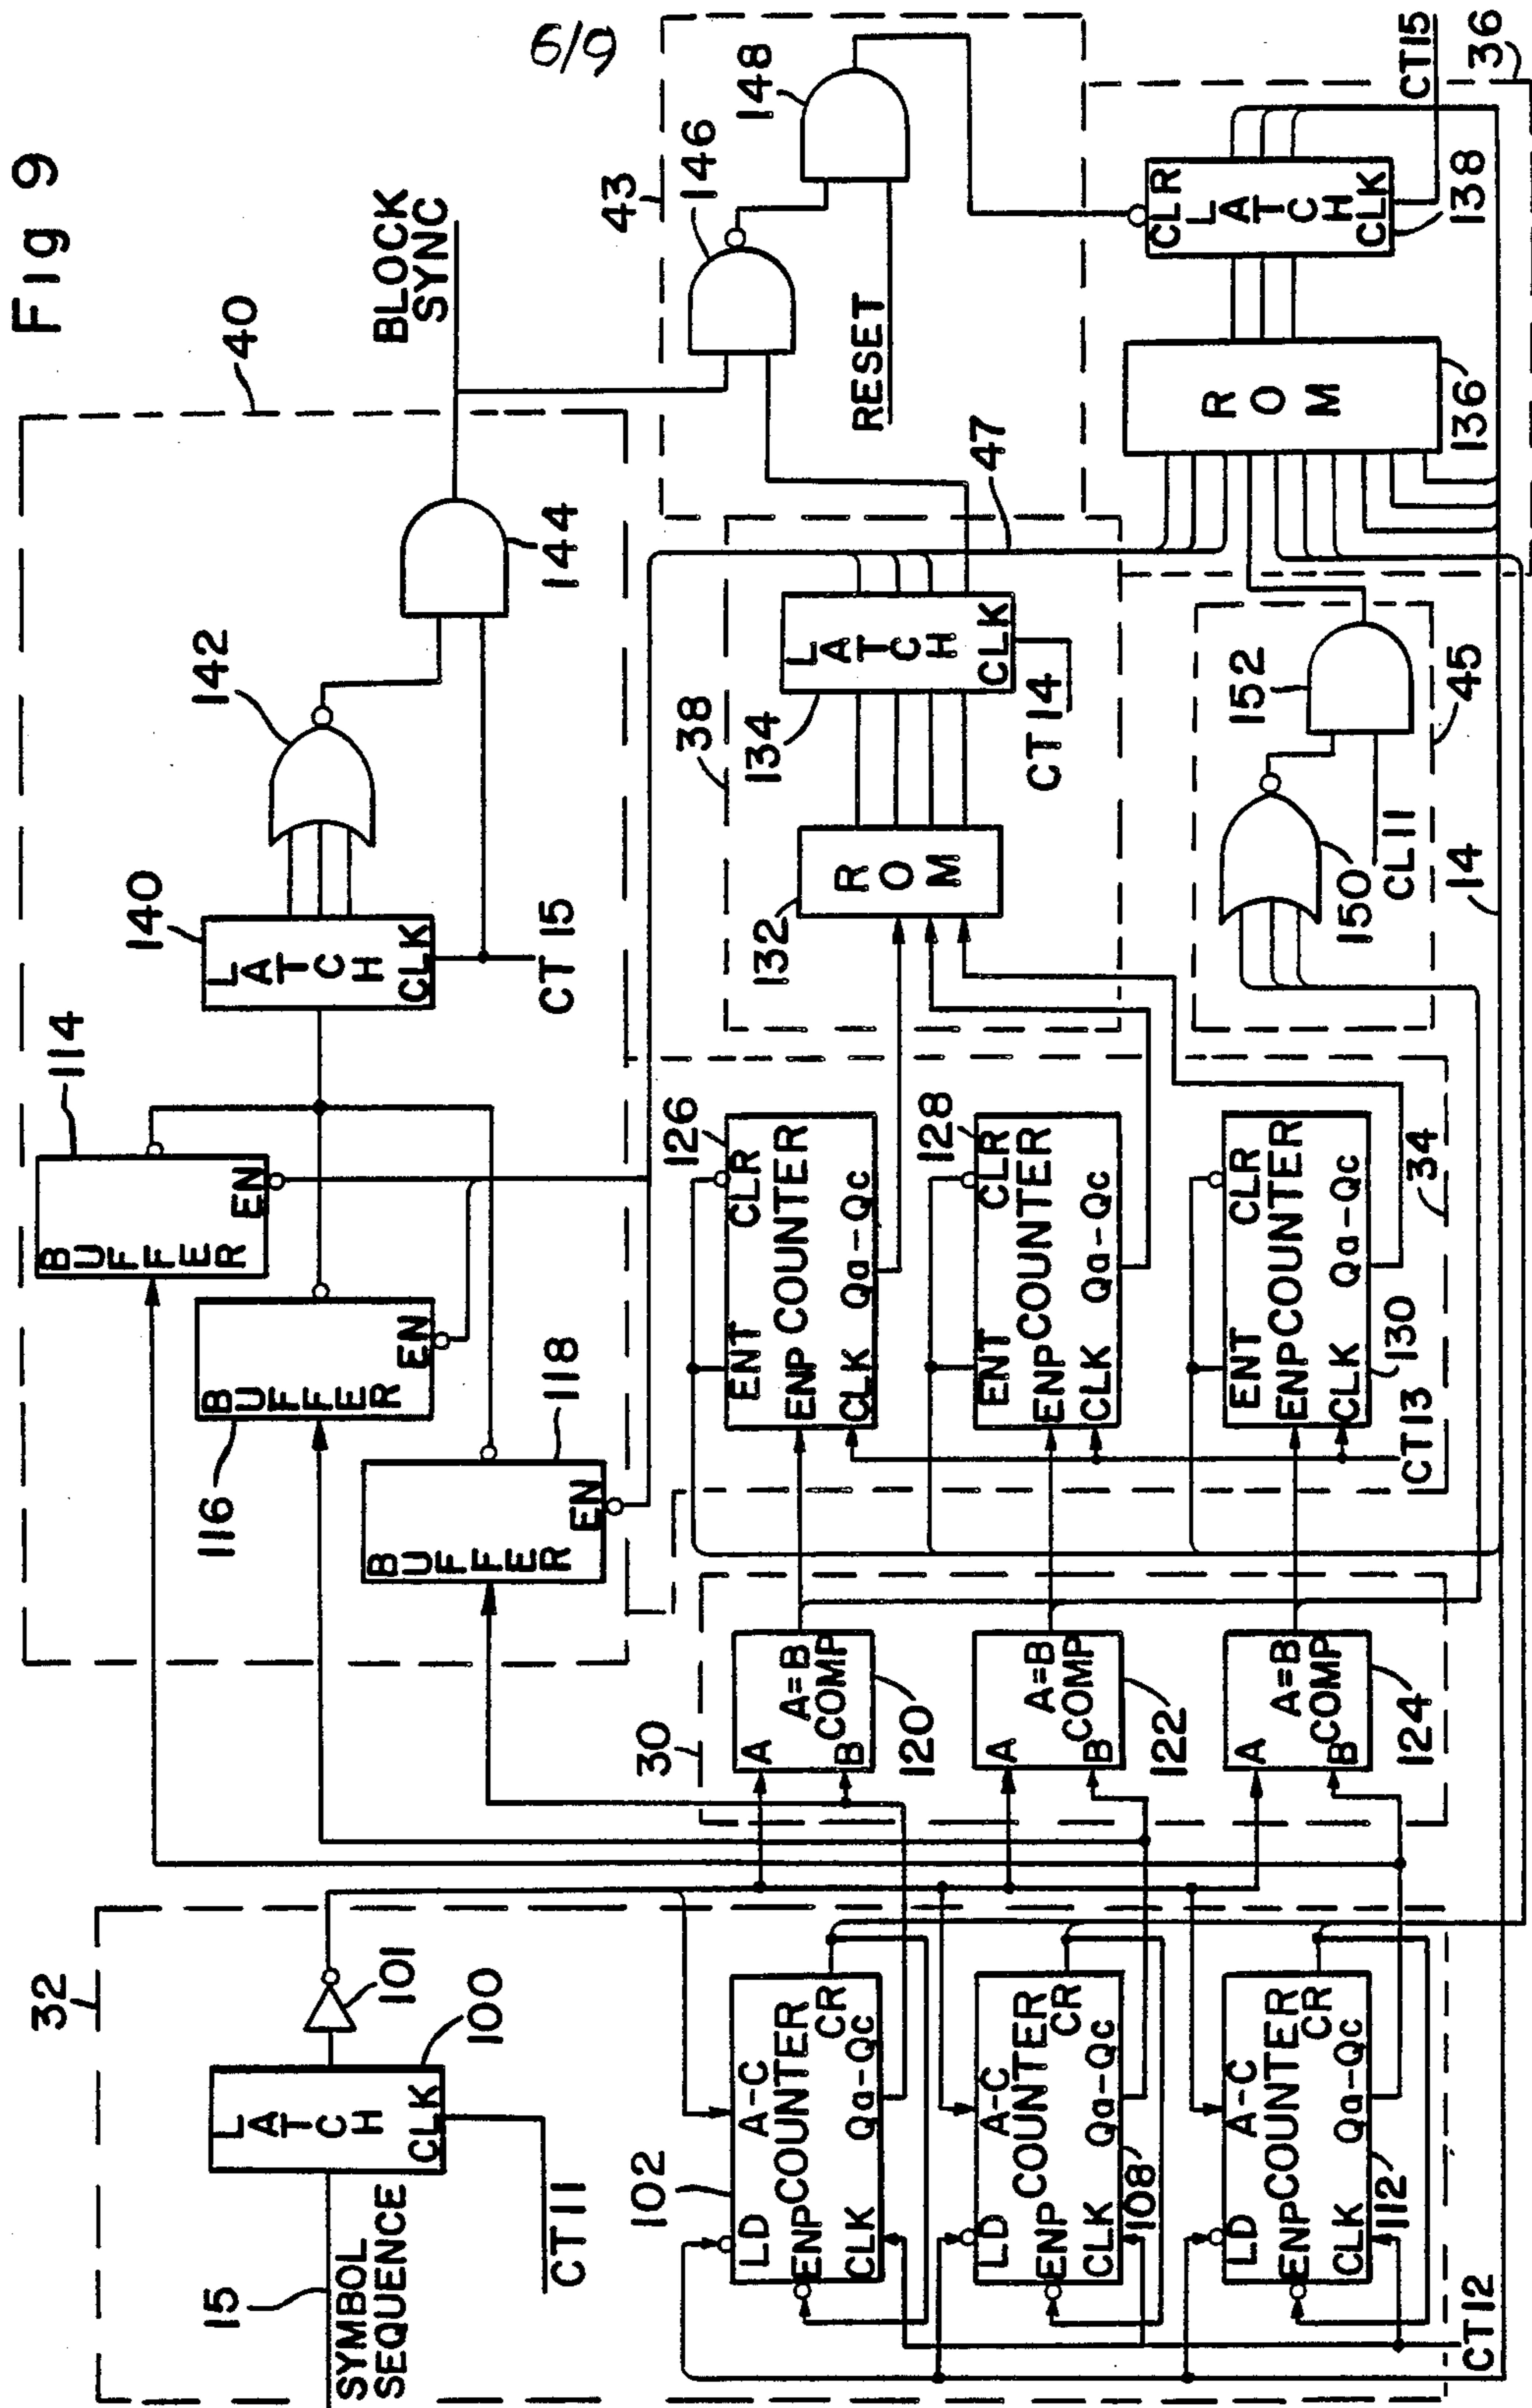 Fig 9
6/9
32
15
SYMBOL
SEQUENCE
LATCH
CLK
100
101
CT11
102
LD
A-C
COUNTER
ENP
CR
CLK
Qa-Qc
LD
A-C
COUNTER
ENP
CR
CLK
Qa-Qc
108
LD
A-C
COUNTER
ENP
CR
CLK
Qa-Qc
112
CT12
40
BUFFER
EN
114
BUFFER
EN
116
BUFFER
EN
118
140
LATCH
CLK
CT 15
142
144
BLOCK
SYNC
30
A
A=B
COMP
B
120
A
A=B
COMP
B
122
A
A=B
COMP
B
124
126
ENT
CLR
ENP COUNTER
CLK
Qa-Qc
128
ENT
CLR
ENP COUNTER
CLK
Qa-Qc
ENT
CLR
ENP COUNTER
CLK
Qa-Qc
130
34
CT13
38
132
ROM
134
LATCH
CLK
CT 14
47
43
146
148
RESET
150
152
CL11
45
14
ROM
136
CLR
LATCH
CLK
138
CT15
36